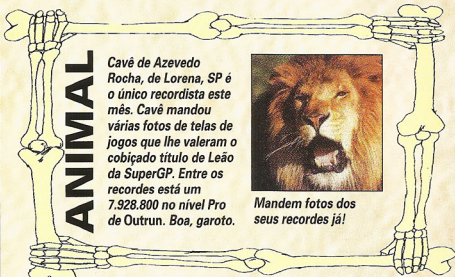 ANIMAL
Cavê de Azevedo
Rocha, de Lorena, SP é
o único recordista este
mês. Cavê mandou
várias fotos de telas de
jogos que lhe valeram o
cobiçado título de Leão
da SuperGP. Entre os
recordes está um
7.928.800 no nível Pro
de Outrun. Boa, garoto.
Mandem fotos dos
seus recordes já!